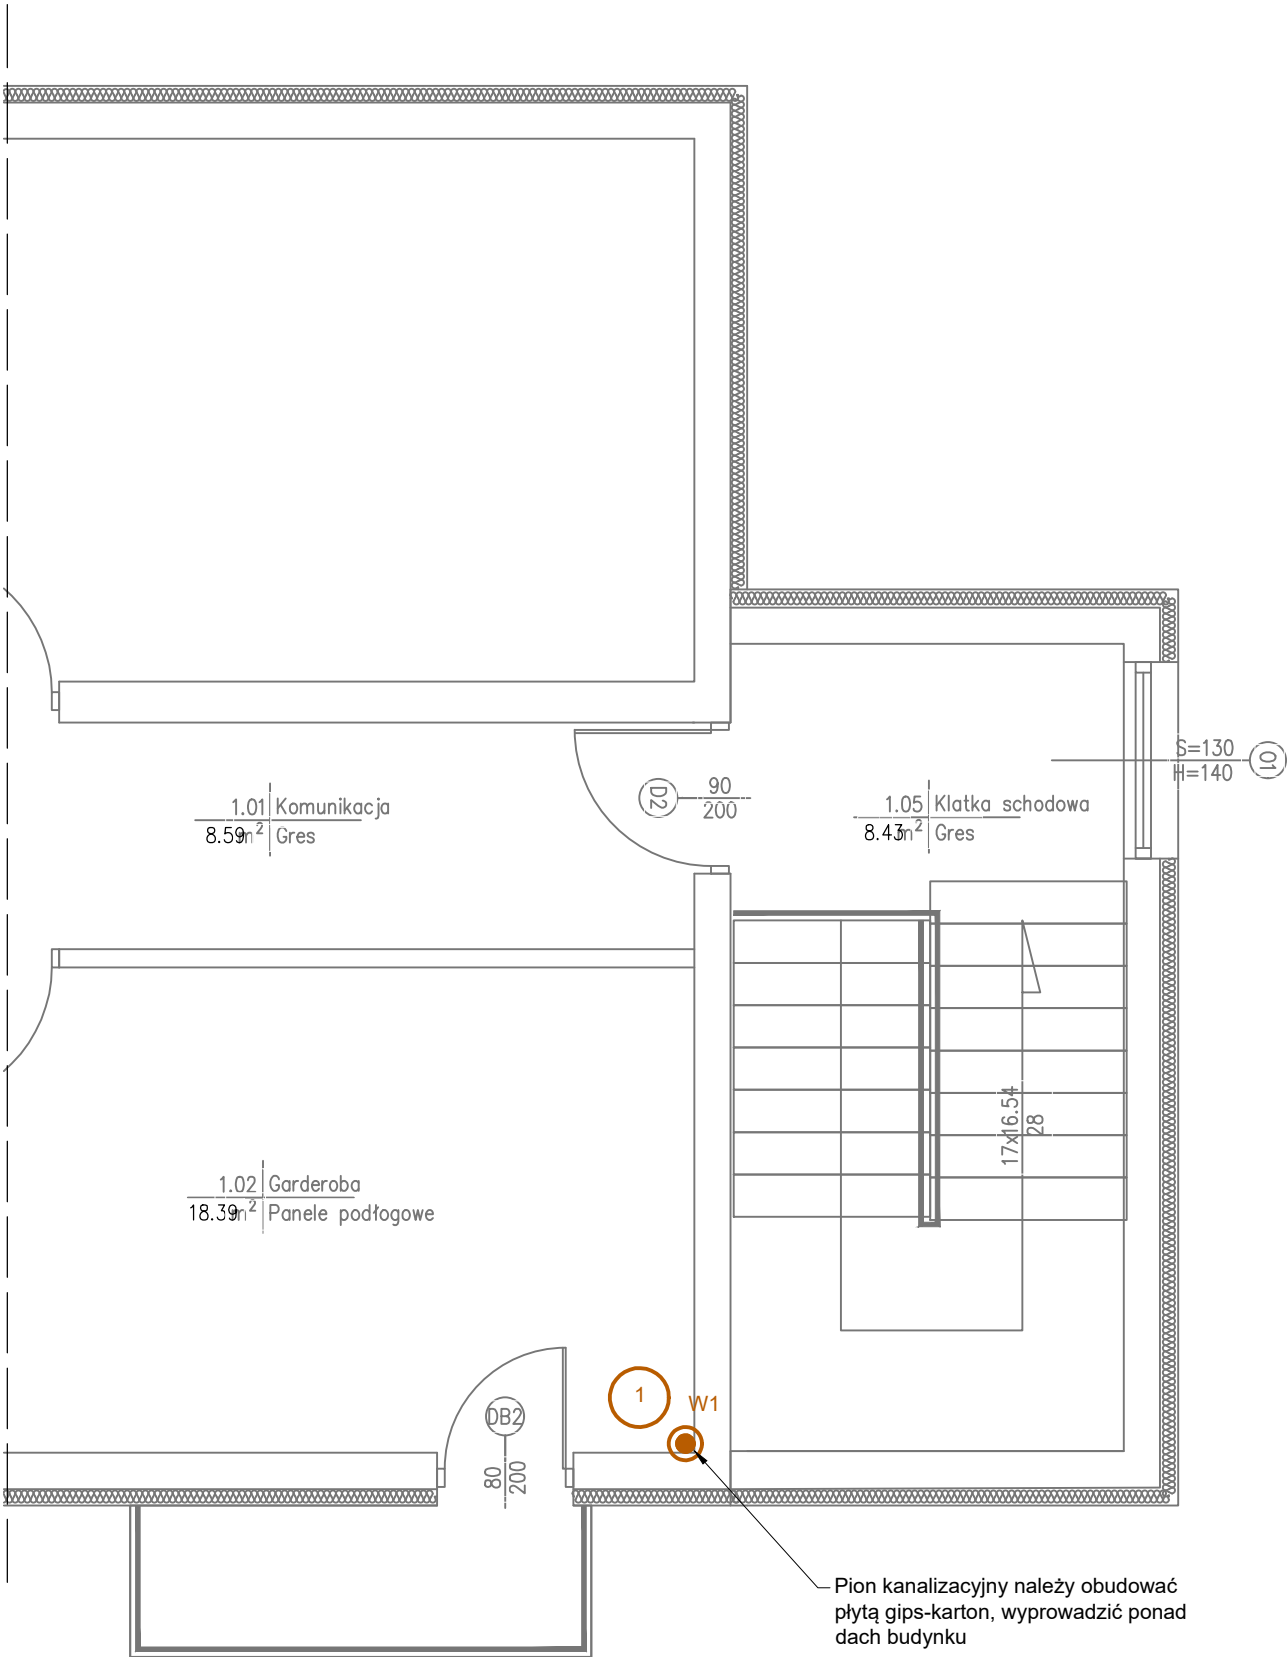 1.01 Komunikacja
8.59m² Gres
D2
90
200
1.05 Klatka schodowa
8.43m² Gres
S=130
H=140
O1
17x16.54
28
1.02 Garderoba
18.39m² Panele podłogowe
DB2
80
200
1
W1
Pion kanalizacyjny należy obudować
płytą gips-karton, wyprowadzić ponad
dach budynku